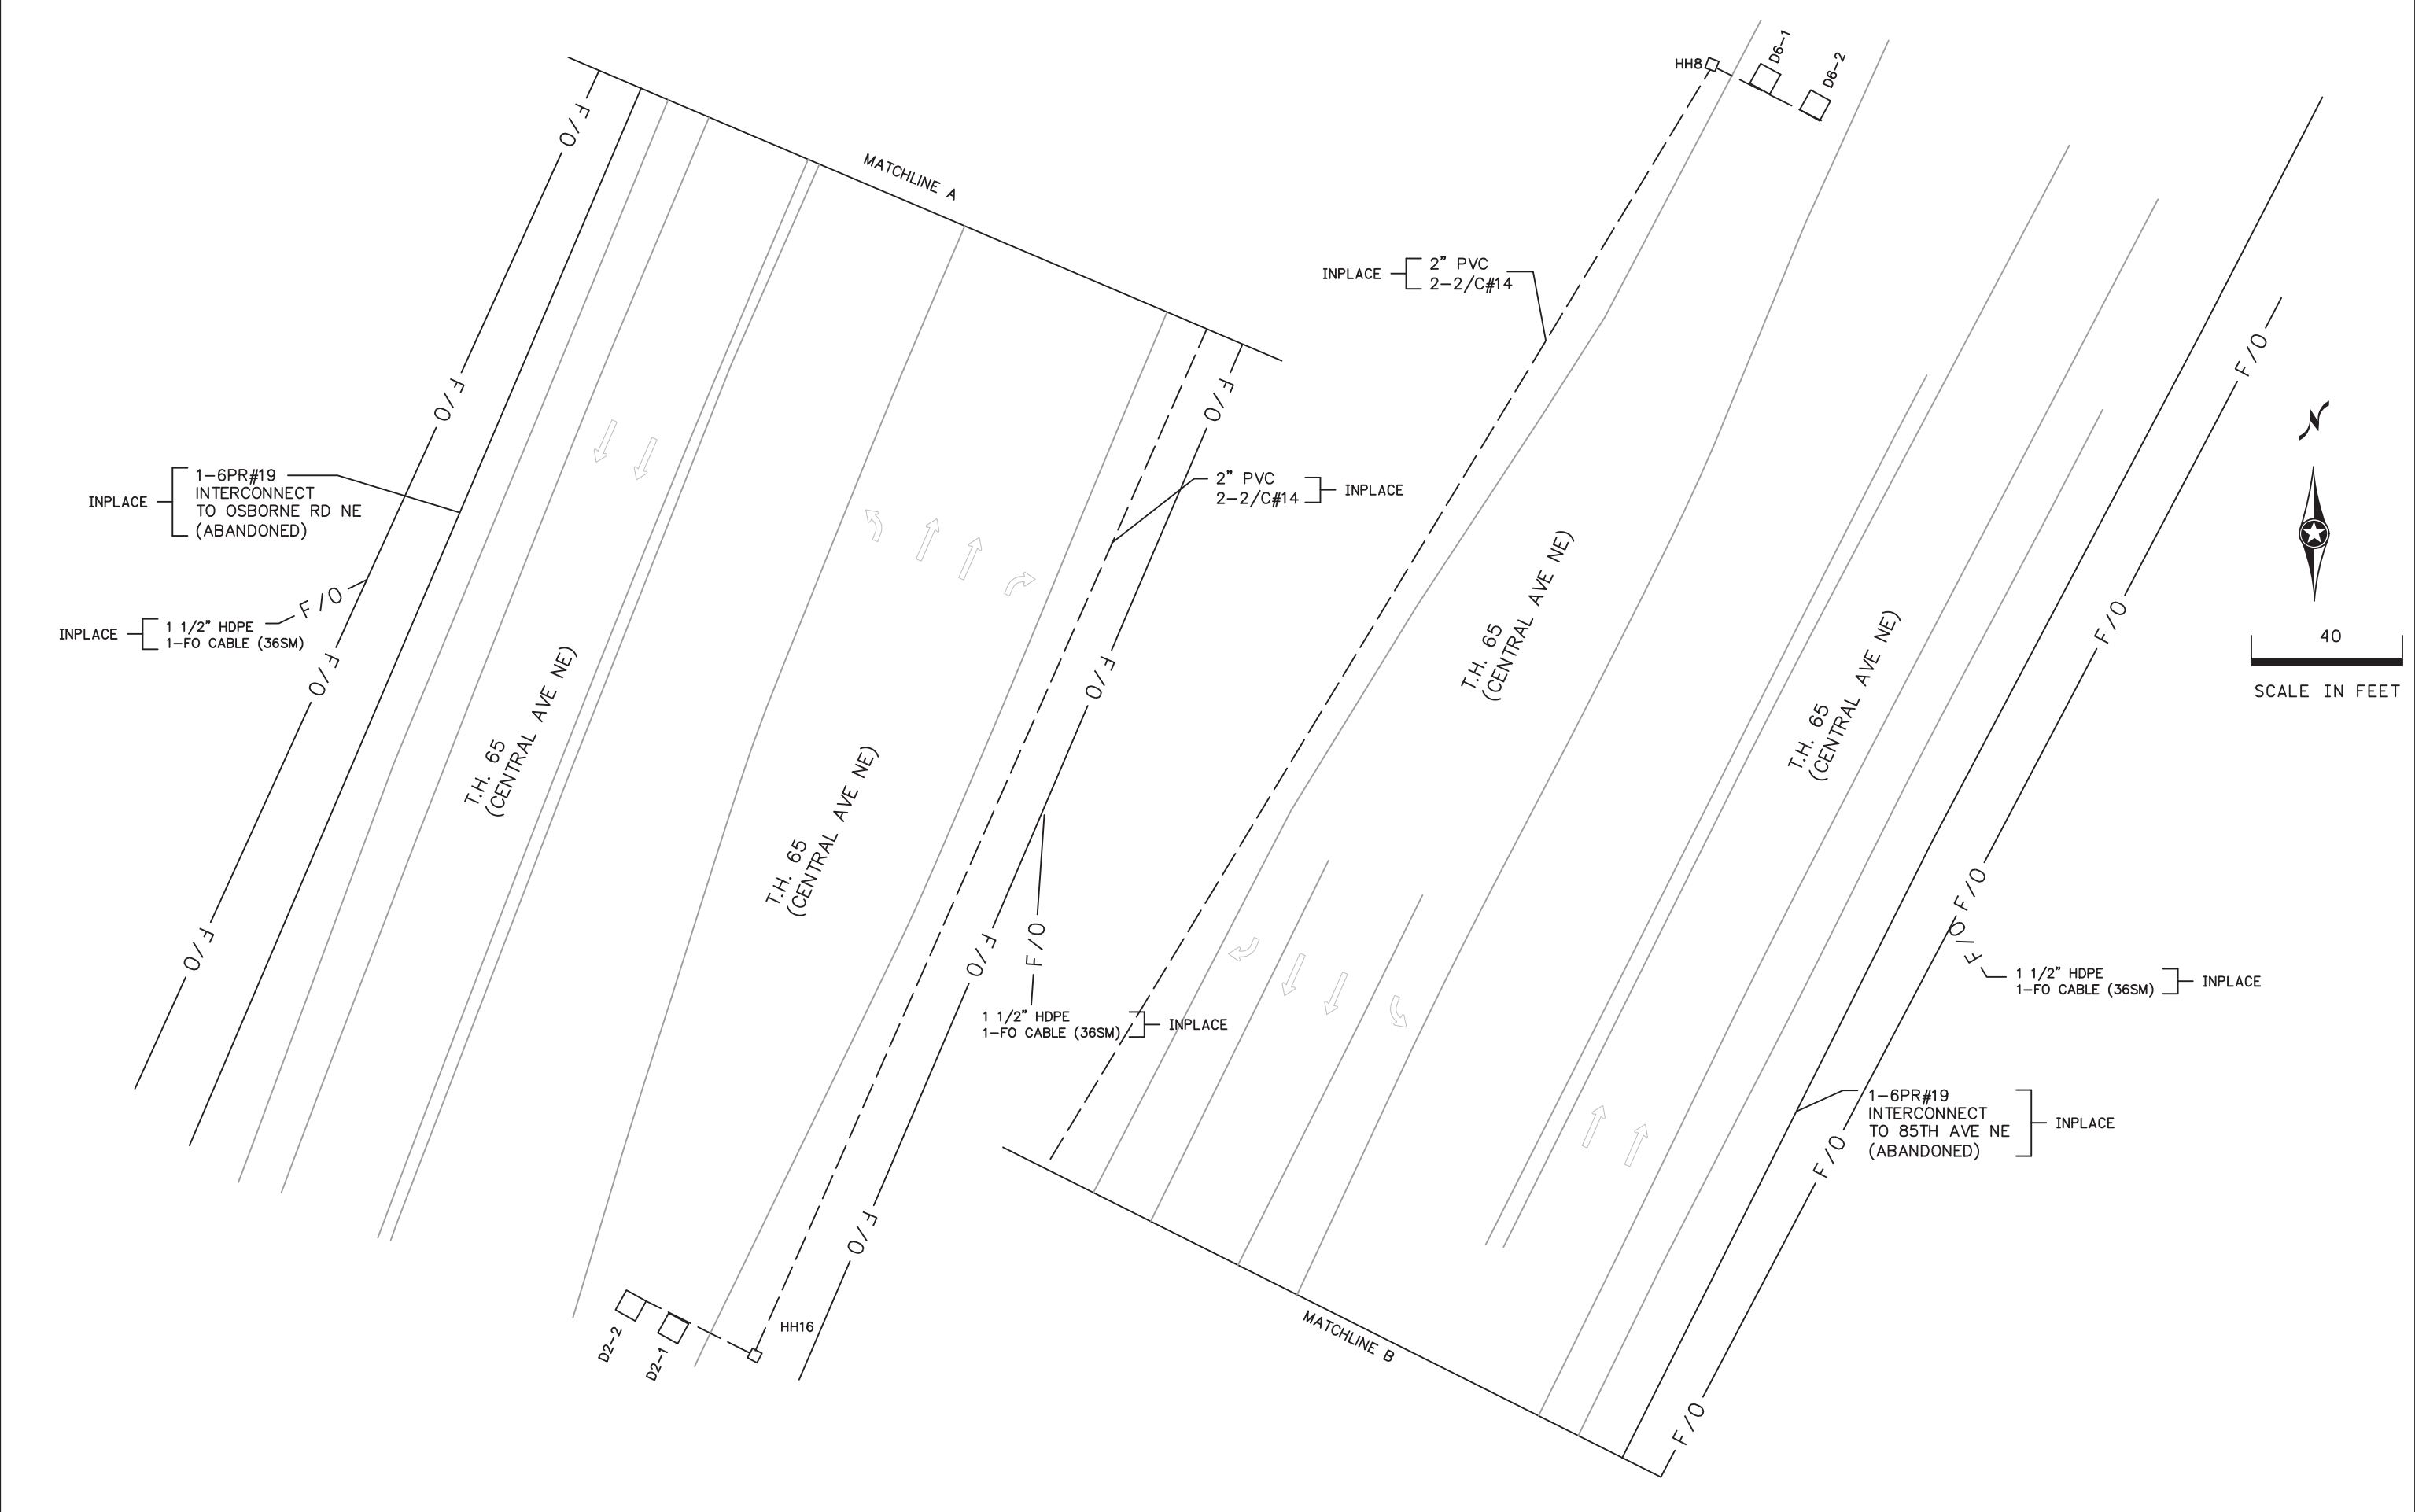 MATCHLINE A
F/O
F/O
F/O
F/O
INPLACE
1-6PR#19
INTERCONNECT
TO OSBORNE RD NE
(ABANDONED)
F/O
INPLACE
1 1/2" HDPE
1-FO CABLE (36SM)
T.H. 65
(CENTRAL AVE NE)
T.H. 65
(CENTRAL AVE NE)
F/O
F/O
F/O
F/O
2" PVC
2-2/C#14
INPLACE
F/O
1 1/2" HDPE
1-FO CABLE (36SM)
INPLACE
D2-2
D2-1
HH16
HH8
D6-1
D6-2
INPLACE
2" PVC
2-2/C#14
T.H. 65
(CENTRAL AVE NE)
T.H. 65
(CENTRAL AVE NE)
F/O
F/O
F/O
F/O
F/O
F/O
1 1/2" HDPE
1-FO CABLE (36SM)
INPLACE
1-6PR#19
INTERCONNECT
TO 85TH AVE NE
(ABANDONED)
INPLACE
MATCHLINE B
N
40
SCALE IN FEET